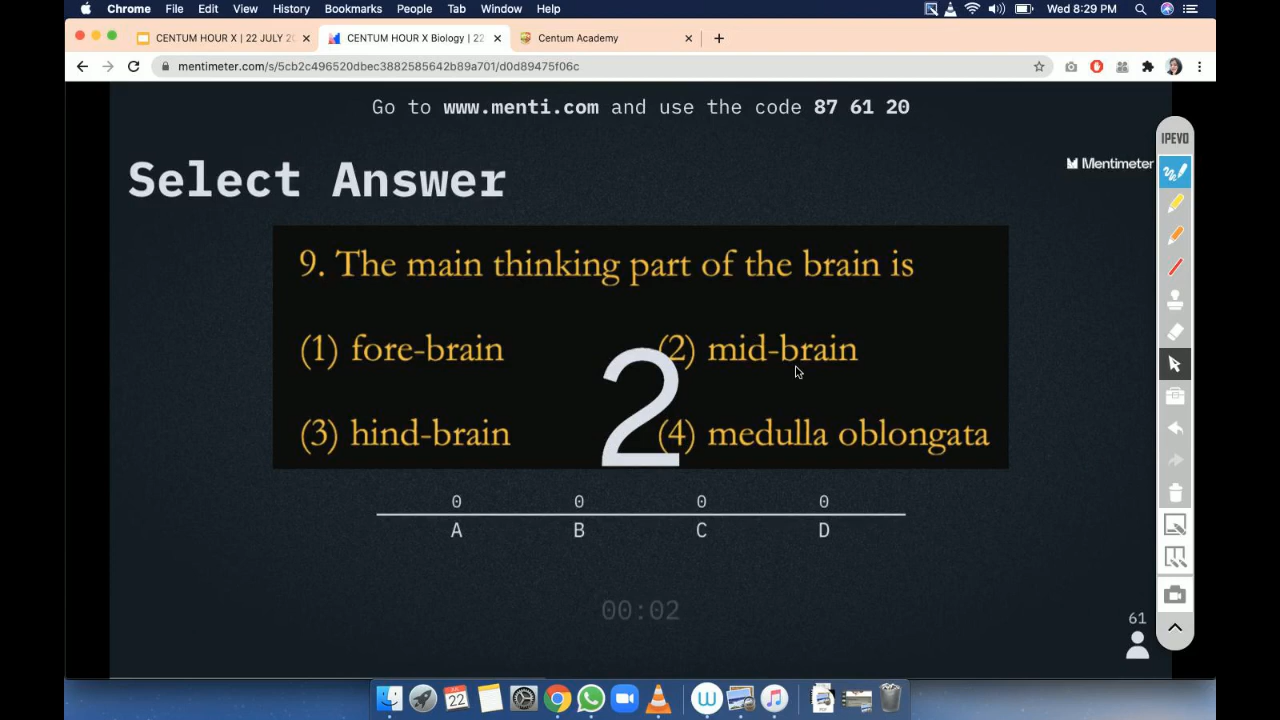 Chrome File Edit View History Bookmarks People Tab Window Help Wed 8:29 PM
CENTUM HOUR X | 22 JULY 2 CENTUM HOUR X Biology | 22 Centum Academy
mentimeter.com/s/5cb2c496520dbec3882585642b89a701/d0d89475f06c
Go to www.menti.com and use the code 87 61 20
IPEVO
Mentimeter
Select Answer
9. The main thinking part of the brain is
(1) fore-brain (2) mid-brain
2
(3) hind-brain (4) medulla oblongata
0 0 0 0
A B C D
00:02
61
JUL
22
W